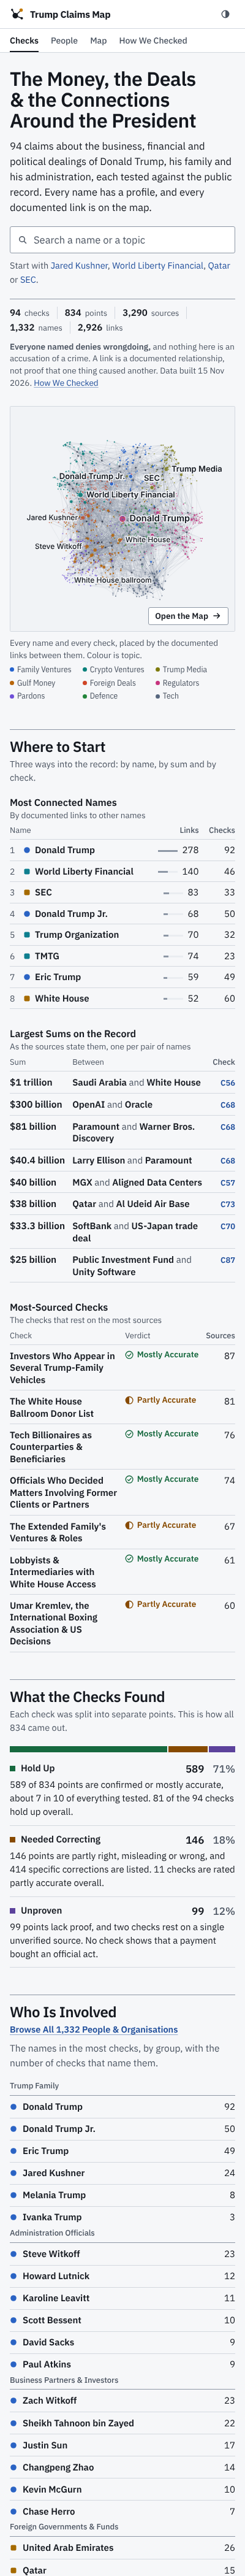 Trump Claims Map
Checks People Map How We Checked
The Money, the Deals
& the Connections
Around the President
94 claims about the business, financial and
political dealings of Donald Trump, his family and
his administration, each tested against the public
record. Every name has a profile, and every
documented link is on the map.
Search a name or a topic
Start with Jared Kushner, World Liberty Financial, Qatar
or SEC.
94 checks 834 points 3,290 sources
1,332 names 2,926 links
Everyone named denies wrongdoing, and nothing here is an
accusation of a crime. A link is a documented relationship,
not proof that one thing caused another. Data built 15 Nov
2026. How We Checked
Trump Media
Donald Trump Jr. SEC
World Liberty Financial
Jared Kushner Donald Trump
White House
Steve Witkoff
White House ballroom
Open the Map →
Every name and every check, placed by the documented
links between them. Colour is topic.
Family Ventures Crypto Ventures Trump Media
Gulf Money Foreign Deals Regulators
Pardons Defence Tech
Where to Start
Three ways into the record: by name, by sum and by
check.
Most Connected Names
By documented links to other names
Name Links Checks
1 Donald Trump 278 92
2 World Liberty Financial 140 46
3 SEC 83 33
4 Donald Trump Jr. 68 50
5 Trump Organization 70 32
6 TMTG 74 23
7 Eric Trump 59 49
8 White House 52 60
Largest Sums on the Record
As the sources state them, one per pair of names
Sum Between Check
$1 trillion Saudi Arabia and White House C56
$300 billion OpenAI and Oracle C68
$81 billion Paramount and Warner Bros. C68
Discovery
$40.4 billion Larry Ellison and Paramount C68
$40 billion MGX and Aligned Data Centers C57
$38 billion Qatar and Al Udeid Air Base C73
$33.3 billion SoftBank and US-Japan trade C70
deal
$25 billion Public Investment Fund and C87
Unity Software
Most-Sourced Checks
The checks that rest on the most sources
Check Verdict Sources
Investors Who Appear in Mostly Accurate 87
Several Trump-Family
Vehicles
The White House Partly Accurate 81
Ballroom Donor List
Tech Billionaires as Mostly Accurate 76
Counterparties &
Beneficiaries
Officials Who Decided Mostly Accurate 74
Matters Involving Former
Clients or Partners
The Extended Family's Partly Accurate 67
Ventures & Roles
Lobbyists & Mostly Accurate 61
Intermediaries with
White House Access
Umar Kremlev, the Partly Accurate 60
International Boxing
Association & US
Decisions
What the Checks Found
Each check was split into separate points. This is how all
834 came out.
Hold Up 589 71%
589 of 834 points are confirmed or mostly accurate,
about 7 in 10 of everything tested. 81 of the 94 checks
hold up overall.
Needed Correcting 146 18%
146 points are partly, misleading or wrong, and
414 specific corrections are listed. 11 checks are rated
partly accurate overall.
Unproven 99 12%
99 points lack proof, and two checks rest on a single
unverified source. No check shows that a payment
bought an official act.
Who Is Involved
Browse All 1,332 People & Organisations
The names in the most checks, by group, with the
number of checks that name them.
Trump Family
Donald Trump 92
Donald Trump Jr. 50
Eric Trump 49
Jared Kushner 24
Melania Trump 8
Ivanka Trump 3
Administration Officials
Steve Witkoff 23
Howard Lutnick 12
Karoline Leavitt 11
Scott Bessent 10
David Sacks 9
Paul Atkins 9
Business Partners & Investors
Zach Witkoff 23
Sheikh Tahnoon bin Zayed 22
Justin Sun 17
Changpeng Zhao 14
Kevin McGurn 10
Chase Herro 7
Foreign Governments & Funds
United Arab Emirates 26
Qatar 15